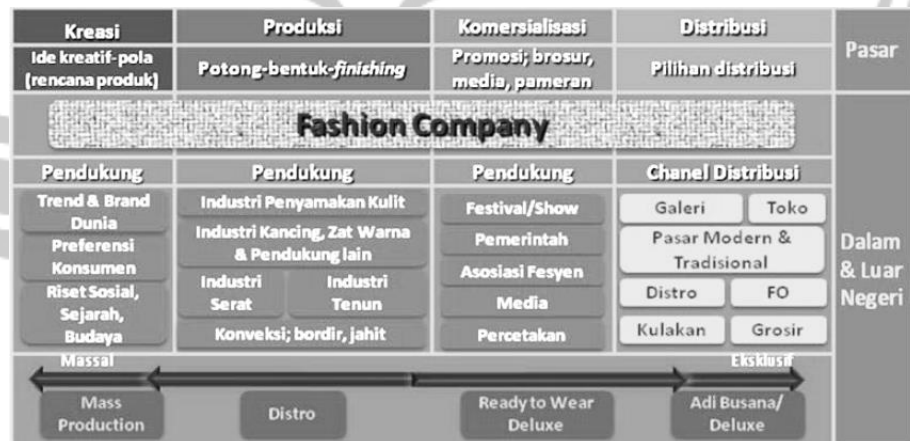 Kreasi
Produksi
Komersialisasi
Distribusi
Pasar
Ide kreatif-pola
(rencana produk)
Potong-bentuk-finishing
Promosi; brosur,
media, pameran
Pilihan distribusi
Fashion Company
Pendukung
Pendukung
Pendukung
Chanel Distribusi
Trend & Brand
Dunia
Preferensi
Konsumen
Riset Sosial,
Sejarah,
Budaya
Industri Penyamakan Kulit
Industri Kancing, Zat Warna
& Pendukung lain
Industri
Serat
Industri
Tenun
Konveksi; bordir, jahit
Festival/Show
Pemerintah
Asosiasi Fesyen
Media
Percetakan
Galeri
Toko
Pasar Modern &
Tradisional
Distro
FO
Kulakan
Grosir
Dalam
& Luar
Negeri
Massal
Eksklusif
Mass
Production
Distro
Ready to Wear
Deluxe
Adi Busana/
Deluxe